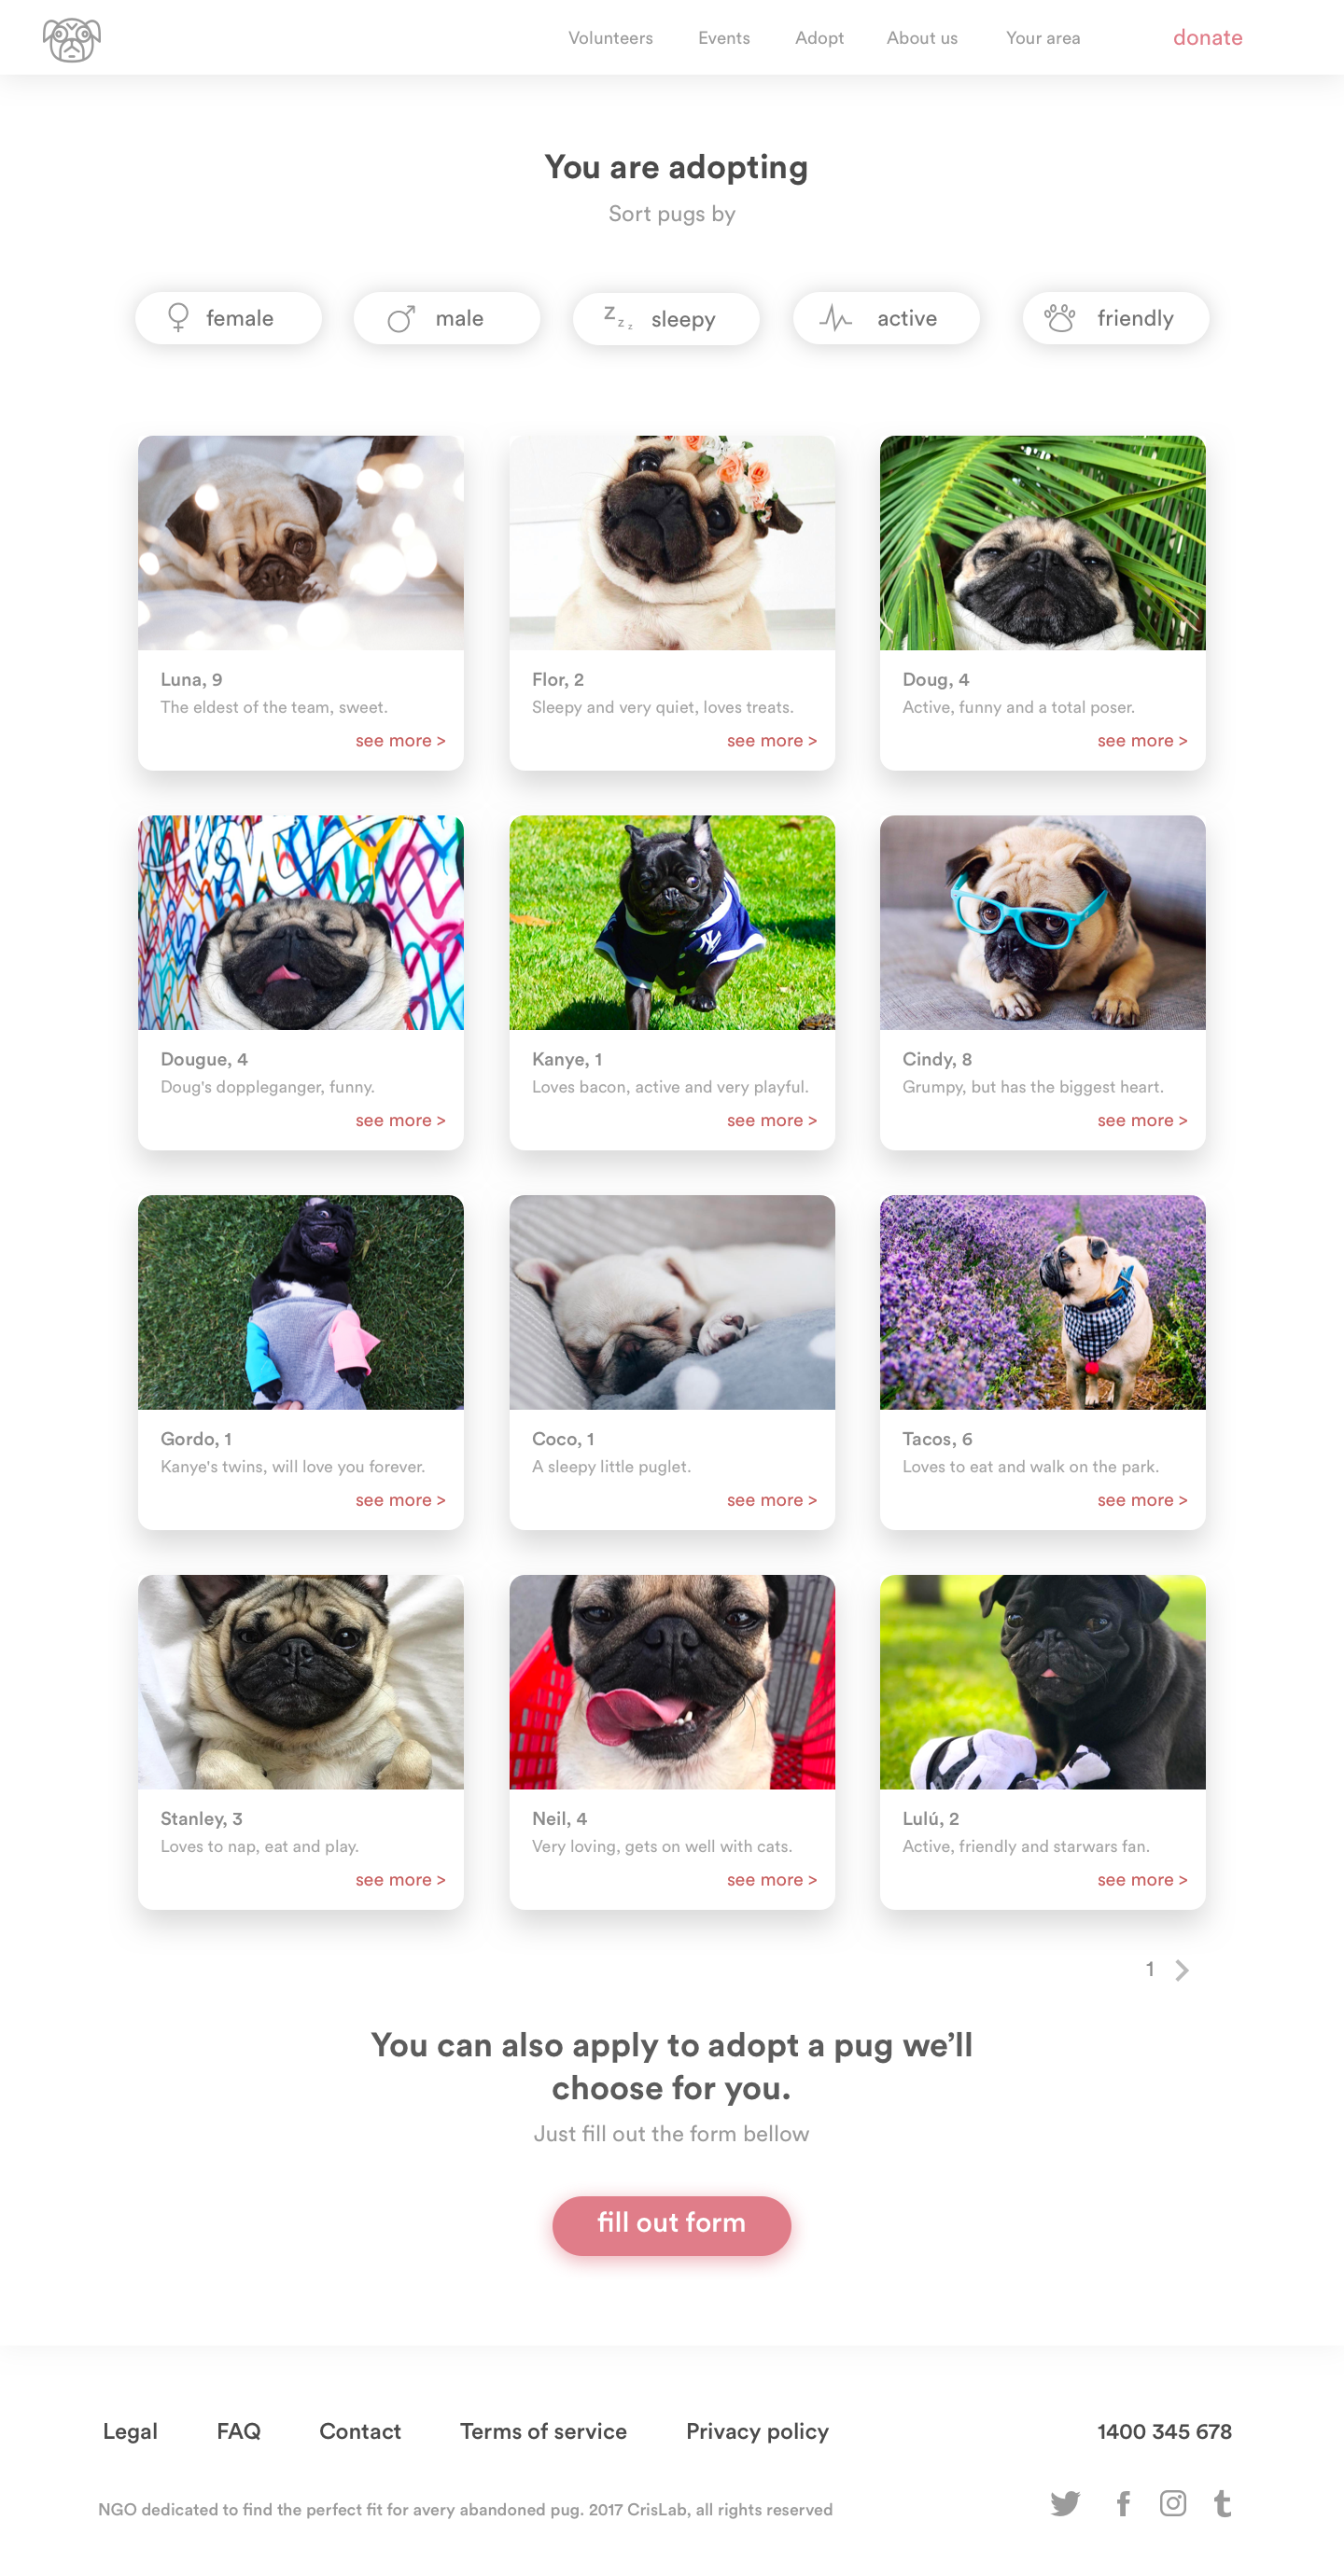 Volunteers Events Adopt About us Your area donate
You are adopting
Sort pugs by
female male Z z z sleepy active friendly
Luna, 9
The eldest of the team, sweet.
see more >
Flor, 2
Sleepy and very quiet, loves treats.
see more >
Doug, 4
Active, funny and a total poser.
see more >
Dougue, 4
Doug's doppleganger, funny.
see more >
NY
Kanye, 1
Loves bacon, active and very playful.
see more >
Cindy, 8
Grumpy, but has the biggest heart.
see more >
Gordo, 1
Kanye's twins, will love you forever.
see more >
Coco, 1
A sleepy little puglet.
see more >
Tacos, 6
Loves to eat and walk on the park.
see more >
Stanley, 3
Loves to nap, eat and play.
see more >
Neil, 4
Very loving, gets on well with cats.
see more >
Lulú, 2
Active, friendly and starwars fan.
see more >
1 >
You can also apply to adopt a pug we’ll
choose for you.
Just fill out the form bellow
fill out form
Legal FAQ Contact Terms of service Privacy policy 1400 345 678
NGO dedicated to find the perfect fit for avery abandoned pug. 2017 CrisLab, all rights reserved